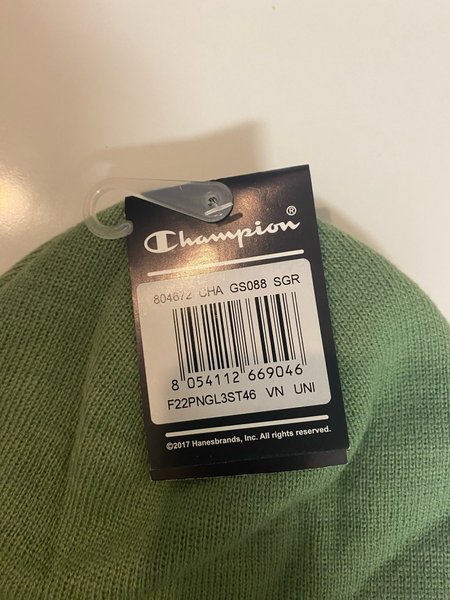 Champion®
804672 CHA GS088 SGR
8 054112 669046
F22PNGL3ST46 VN UNI
©2017 Hanesbrands, Inc. All rights reserved.